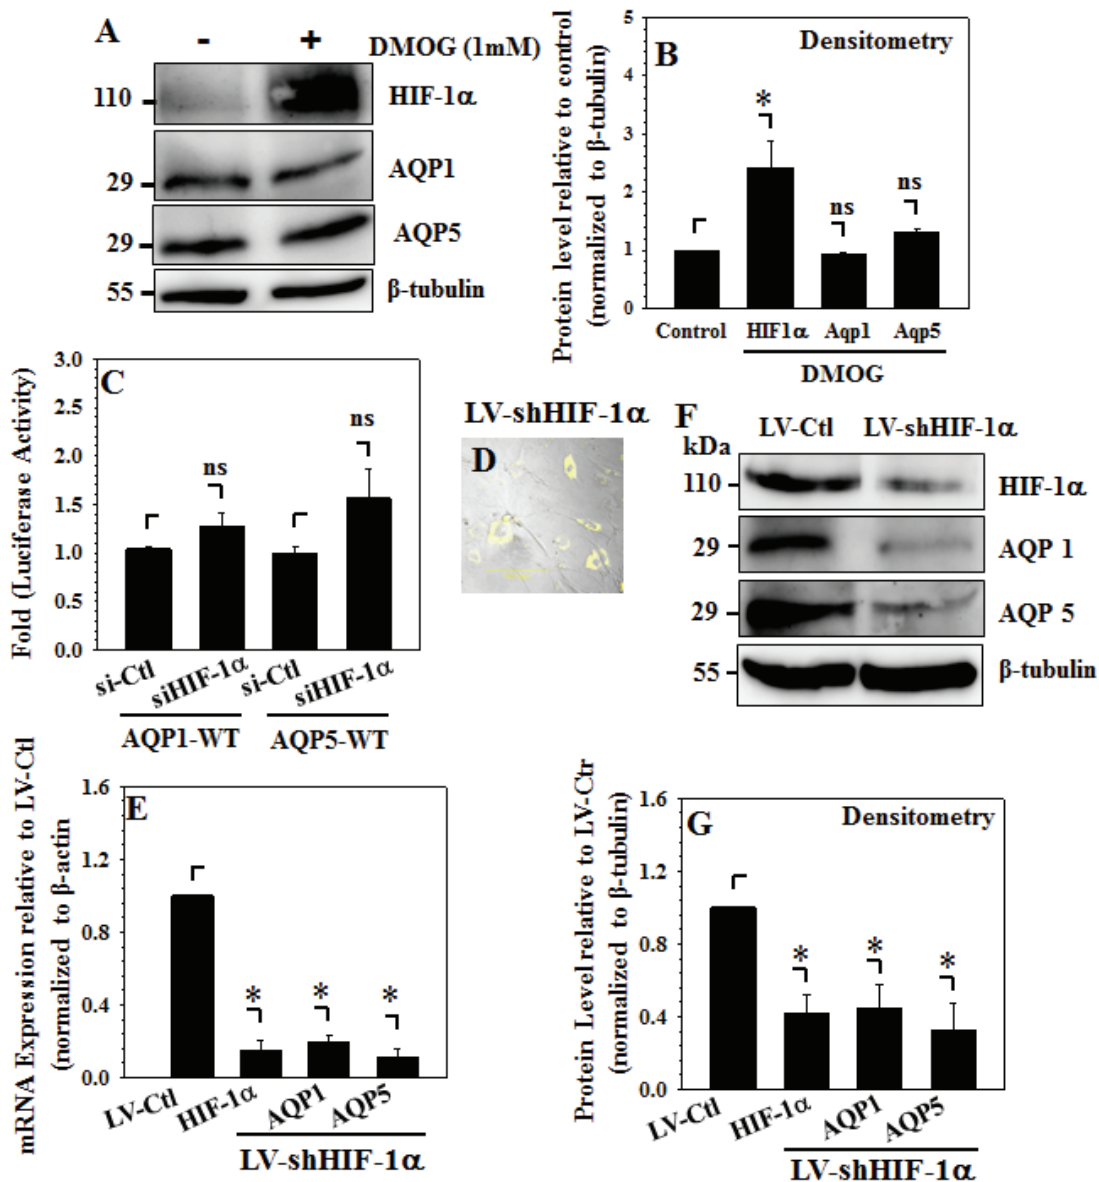 A
- + DMOG (1mM)
110 HIF-1α
29 AQP1
29 AQP5
55 β-tubulin
B
Densitometry
Protein level relative to control
(normalized to β-tubulin)
5
4
3
2
1
0
* ns ns
Control HIF1α Aqp1 Aqp5
DMOG
C
Fold (Luciferase Activity)
3.0
2.5
2.0
1.5
1.0
0.5
0.0
ns ns
si-Ctl siHIF-1α si-Ctl siHIF-1α
AQP1-WT AQP5-WT
LV-shHIF-1α
D
F
LV-Ctl LV-shHIF-1α
kDa
110 HIF-1α
29 AQP 1
29 AQP 5
55 β-tubulin
E
mRNA Expression relative to LV-Ctl
(normalized to β-actin
1.6
1.2
0.8
0.4
0.0
* * *
LV-Ctl HIF-1α AQP1 AQP5
LV-shHIF-1α
G
Densitometry
Protein Level relative to LV-Ctr
(normalized to β-tubulin)
1.6
1.2
0.8
0.4
0.0
* * *
LV-Ctl HIF-1α AQP1 AQP5
LV-shHIF-1α